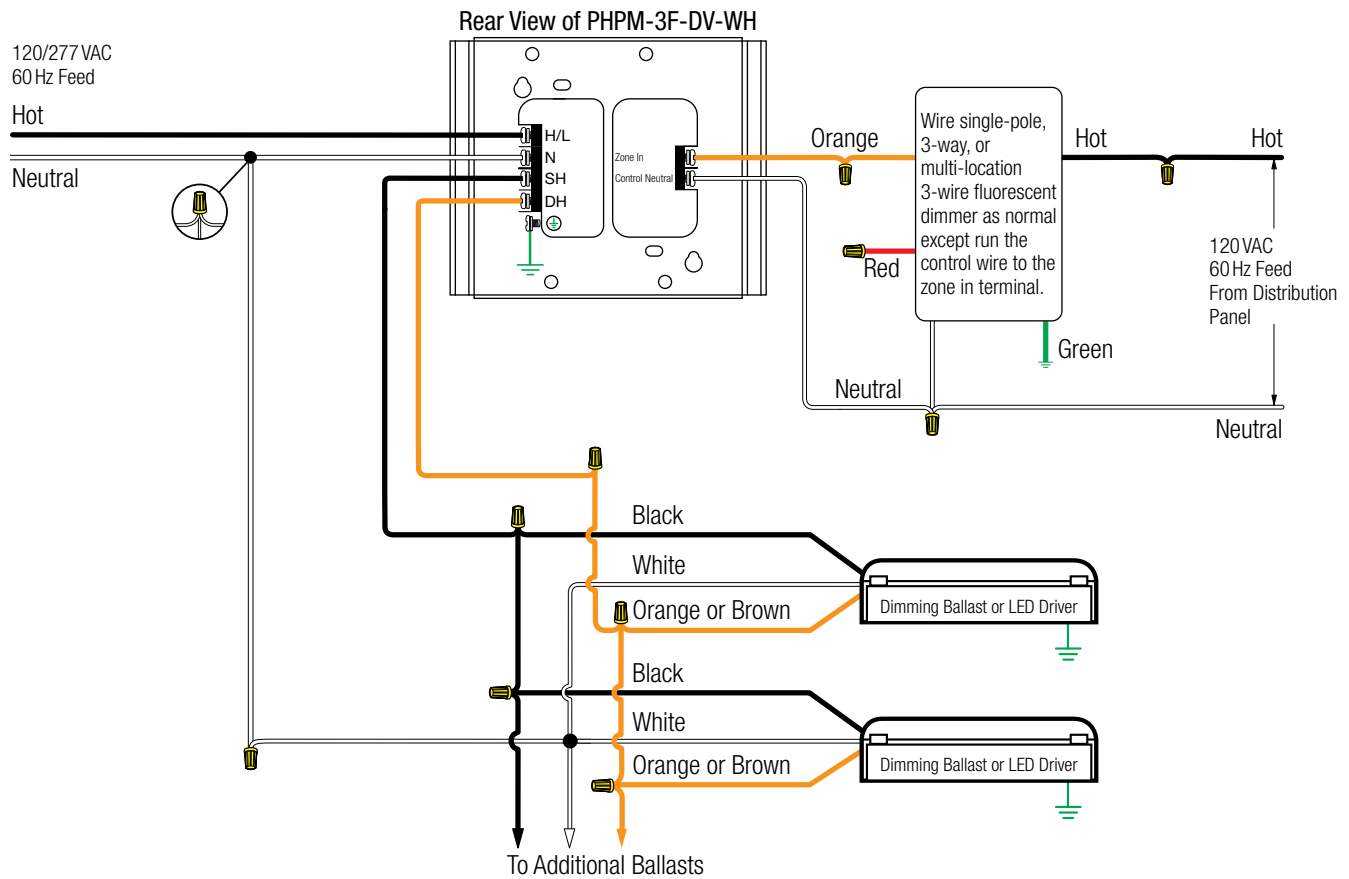 Rear View of PHPM-3F-DV-WH
120/277 VAC
60 Hz Feed
Hot
Neutral
H/L
N
SH
DH
Zone In
Control Neutral
Orange
Red
Wire single-pole,
3-way, or
multi-location
3-wire fluorescent
dimmer as normal
except run the
control wire to the
zone in terminal.
Hot
Hot
120 VAC
60 Hz Feed
From Distribution
Panel
Green
Neutral
Neutral
Black
White
Orange or Brown
Dimming Ballast or LED Driver
Black
White
Orange or Brown
Dimming Ballast or LED Driver
To Additional Ballasts